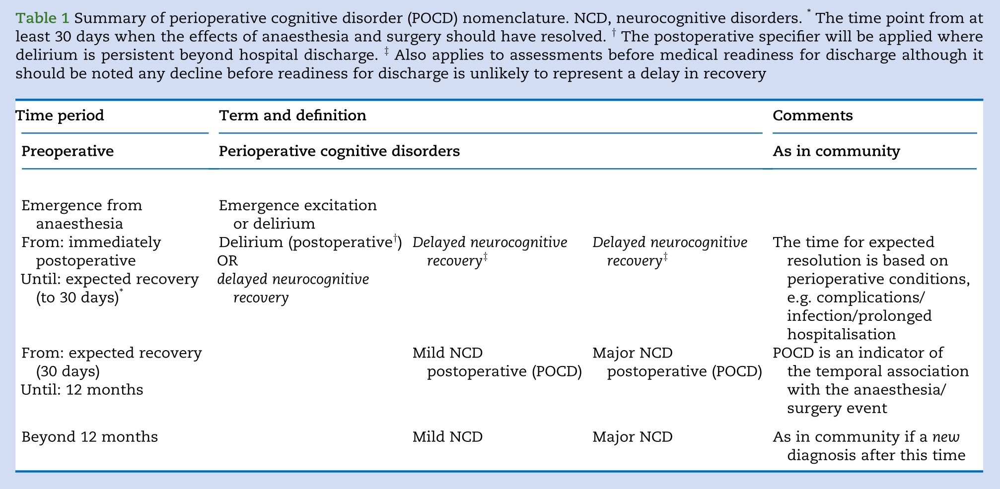 Table 1 Summary of perioperative cognitive disorder (POCD) nomenclature. NCD, neurocognitive disorders. * The time point from at
least 30 days when the effects of anaesthesia and surgery should have resolved. † The postoperative specifier will be applied where
delirium is persistent beyond hospital discharge. ‡ Also applies to assessments before medical readiness for discharge although it
should be noted any decline before readiness for discharge is unlikely to represent a delay in recovery
Time period Term and definition Comments
Preoperative Perioperative cognitive disorders As in community
Emergence from Emergence excitation
anaesthesia or delirium
From: immediately Delirium (postoperative†) Delayed neurocognitive Delayed neurocognitive The time for expected
postoperative OR recovery‡ recovery‡ resolution is based on
Until: expected recovery delayed neurocognitive perioperative conditions,
(to 30 days)* recovery e.g. complications/
infection/prolonged
hospitalisation
From: expected recovery Mild NCD Major NCD POCD is an indicator of
(30 days) postoperative (POCD) postoperative (POCD) the temporal association
Until: 12 months with the anaesthesia/
surgery event
Beyond 12 months Mild NCD Major NCD As in community if a new
diagnosis after this time